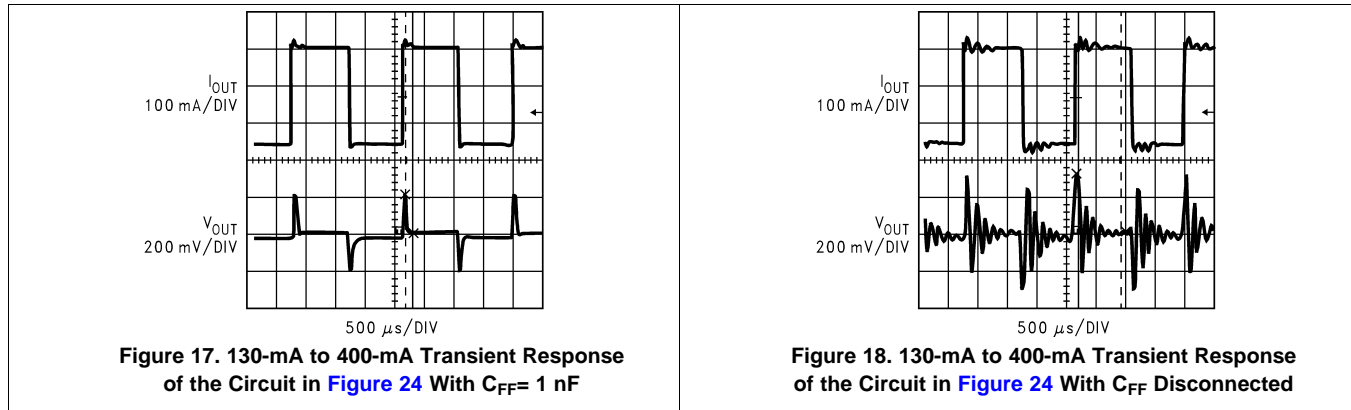 I_OUT
100 mA/DIV
V_OUT
200 mV/DIV
500 μs/DIV
Figure 17. 130-mA to 400-mA Transient Response
of the Circuit in Figure 24 With C_FF= 1 nF
I_OUT
100 mA/DIV
V_OUT
200 mV/DIV
500 μs/DIV
Figure 18. 130-mA to 400-mA Transient Response
of the Circuit in Figure 24 With C_FF Disconnected